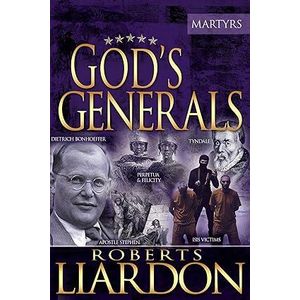 MARTYRS
GOD'S
GENERALS
DIETRICH BONHOEFFER
TYNDALE
PERPETUA
& FELICITY
APOSTLE STEPHEN
ISIS VICTIMS
ROBERTS
LIARDON